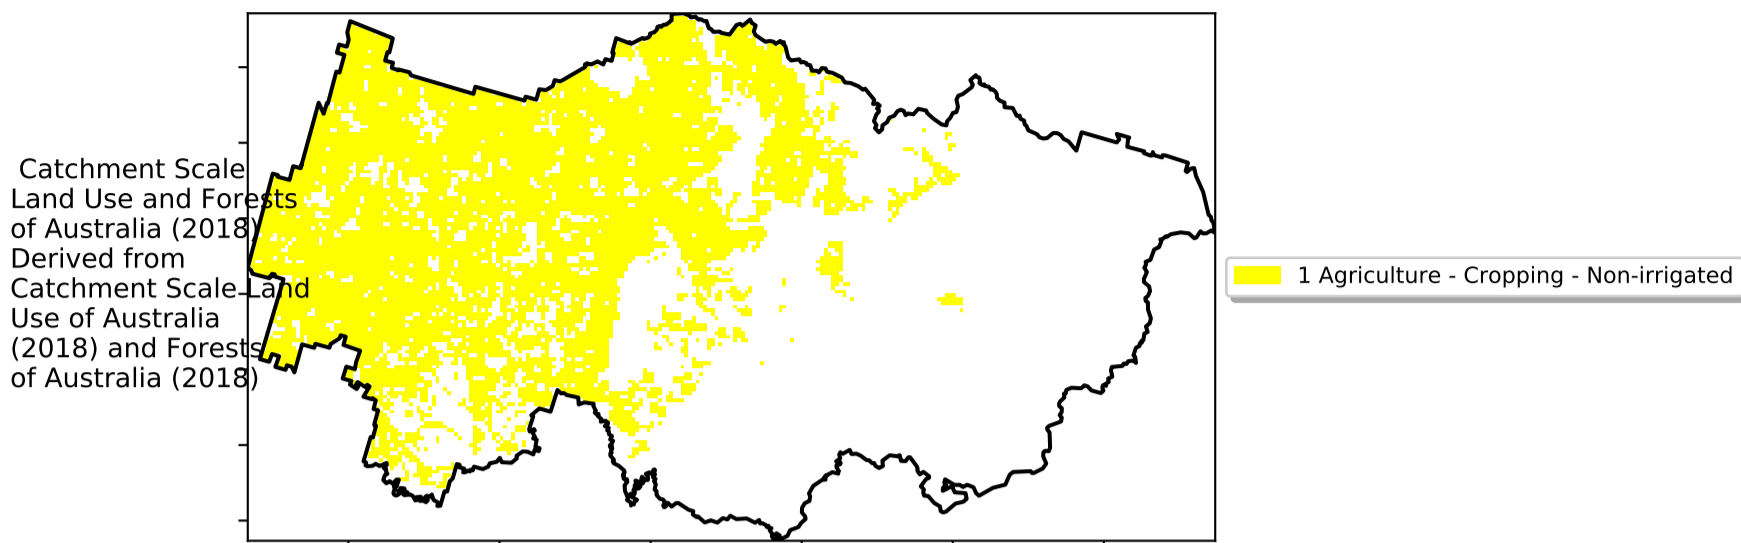 Catchment Scale
Land Use and Forests
of Australia (2018)
Derived from
Catchment Scale Land
Use of Australia
(2018) and Forests
of Australia (2018)
1 Agriculture - Cropping - Non-irrigated